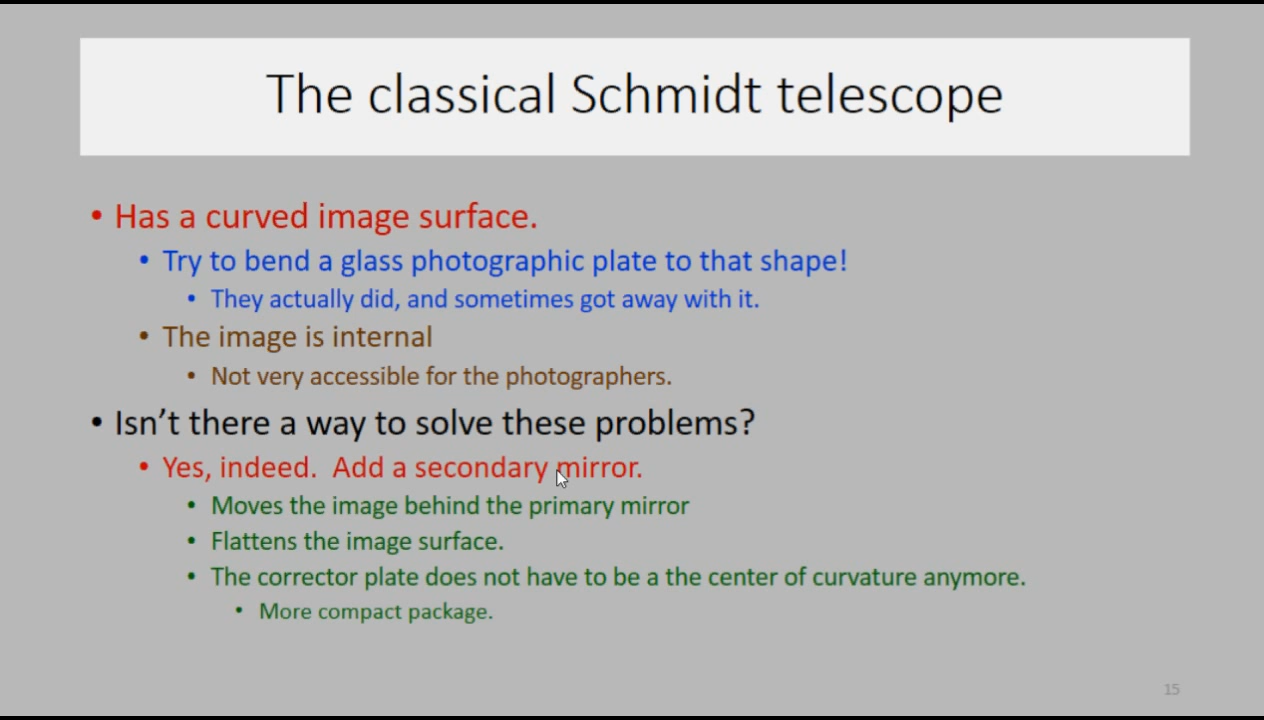 The classical Schmidt telescope
• Has a curved image surface.
• Try to bend a glass photographic plate to that shape!
• They actually did, and sometimes got away with it.
• The image is internal
• Not very accessible for the photographers.
• Isn't there a way to solve these problems?
• Yes, indeed.  Add a secondary mirror.
• Moves the image behind the primary mirror
• Flattens the image surface.
• The corrector plate does not have to be a the center of curvature anymore.
• More compact package.
15